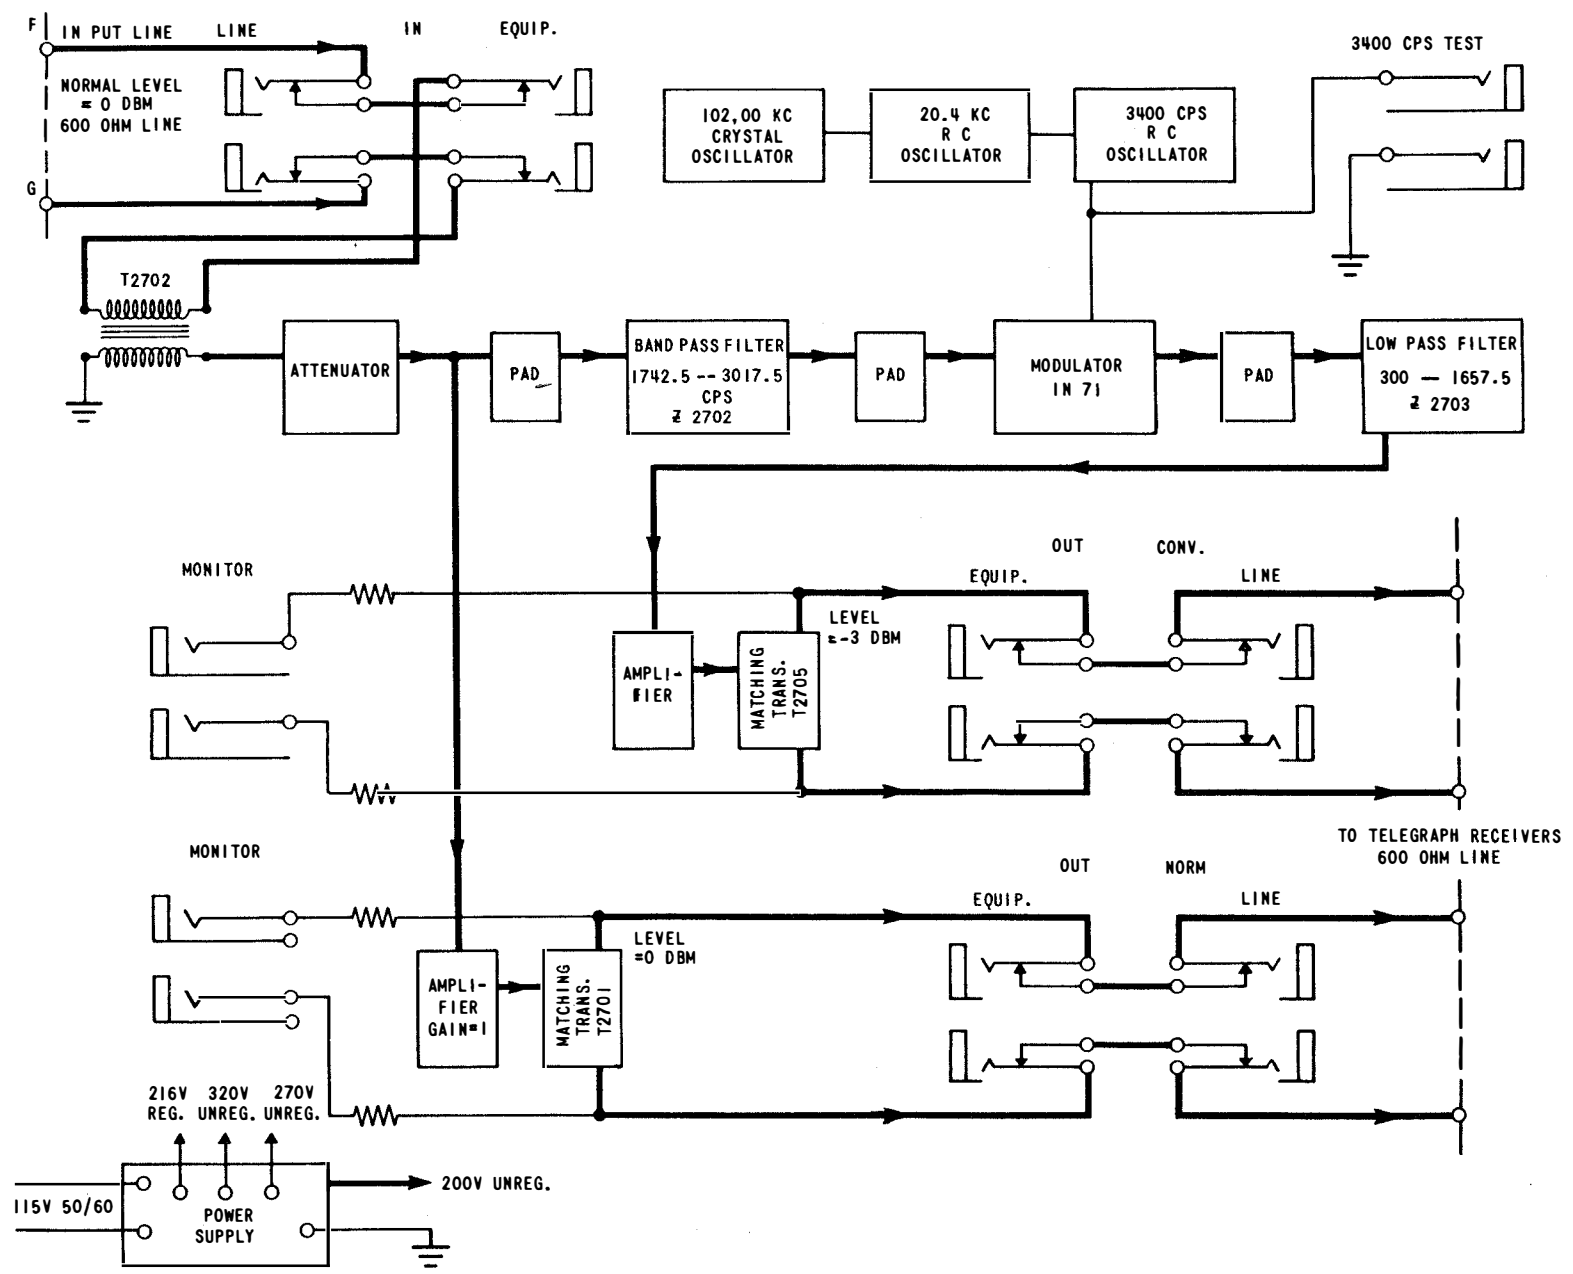 F
IN PUT LINE
LINE
IN
EQUIP.
NORMAL LEVEL
= 0 DBM
600 OHM LINE
G
3400 CPS TEST
102,00 KC
CRYSTAL
OSCILLATOR
20.4 KC
R C
OSCILLATOR
3400 CPS
R C
OSCILLATOR
T2702
ATTENUATOR
PAD
BAND PASS FILTER
1742.5 -- 3017.5
CPS
Z 2702
PAD
MODULATOR
IN 71
PAD
LOW PASS FILTER
300 — 1657.5
Z 2703
MONITOR
OUT
CONV.
EQUIP.
LINE
LEVEL
=-3 DBM
AMPLI-
FIER
MATCHING
TRANS.
T2705
TO TELEGRAPH RECEIVERS
600 OHM LINE
MONITOR
OUT
NORM
EQUIP.
LINE
LEVEL
=0 DBM
AMPLI-
FIER
GAIN=1
MATCHING
TRANS.
T2701
216V
REG.
320V
UNREG.
270V
UNREG.
200V UNREG.
115V 50/60
POWER
SUPPLY